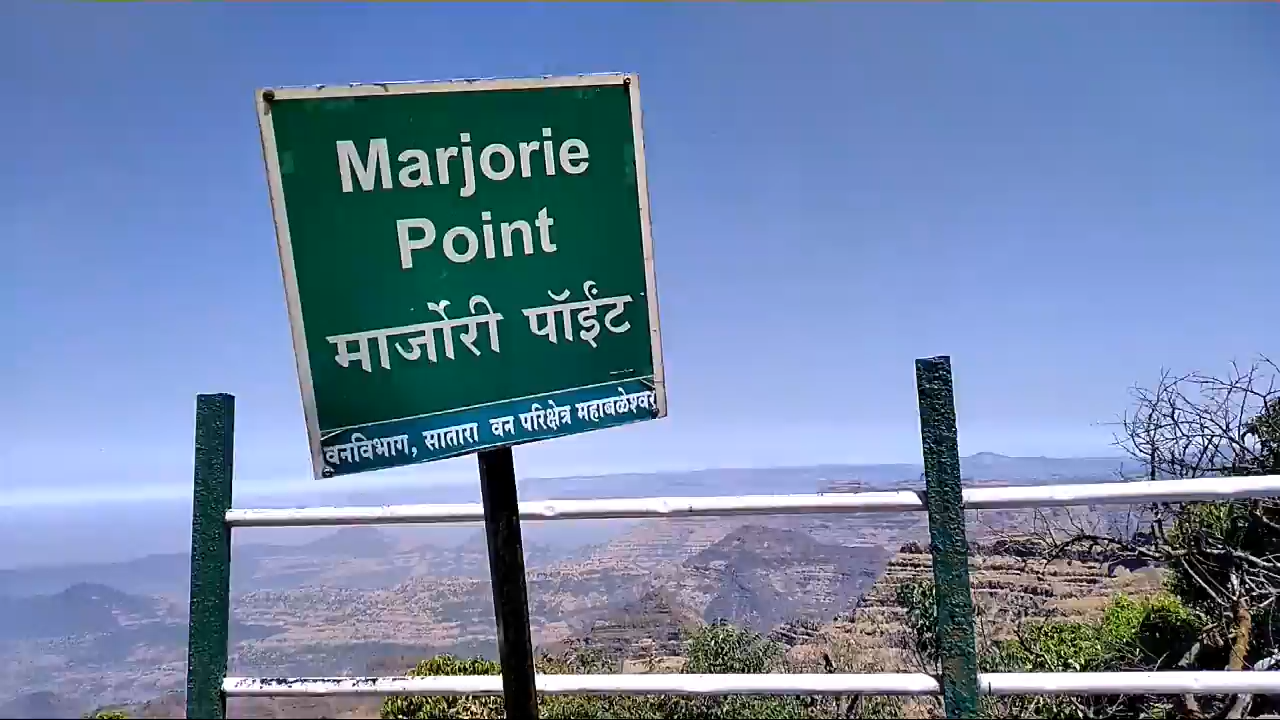 Marjorie
Point
मार्जोरी पॉईंट
वनविभाग, सातारा वन परिक्षेत्र महाबळेश्वर